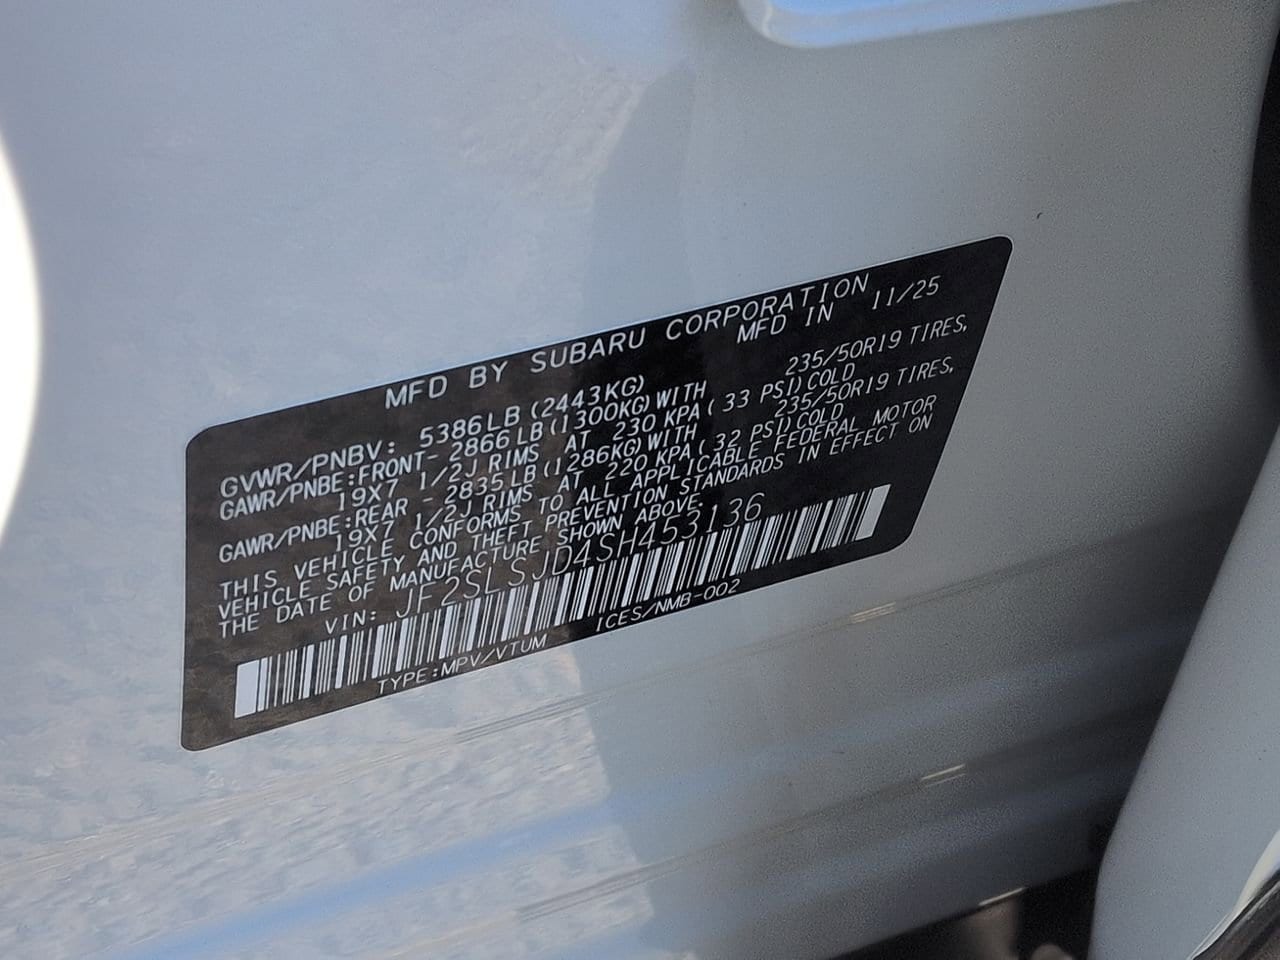 MFD BY SUBARU CORPORATION
MFD IN 11/25
GVWR/PNBV: 5386LB(2443KG)
GAWR/PNBE:FRONT-2866LB(1300KG)WITH 235/50R19 TIRES,
19X7 1/2J RIMS AT 230 KPA(33 PSI)COLD
GAWR/PNBE:REAR -2835LB(1286KG)WITH 235/50R19 TIRES,
19X7 1/2J RIMS AT 220 KPA(32 PSI)COLD
THIS VEHICLE CONFORMS TO ALL APPLICABLE FEDERAL MOTOR
VEHICLE SAFETY AND THEFT PREVENTION STANDARDS IN EFFECT ON
THE DATE OF MANUFACTURE SHOWN ABOVE.
VIN: JF2SLSJD4SH453136
TYPE:MPV/VTUM ICES/NMB-002